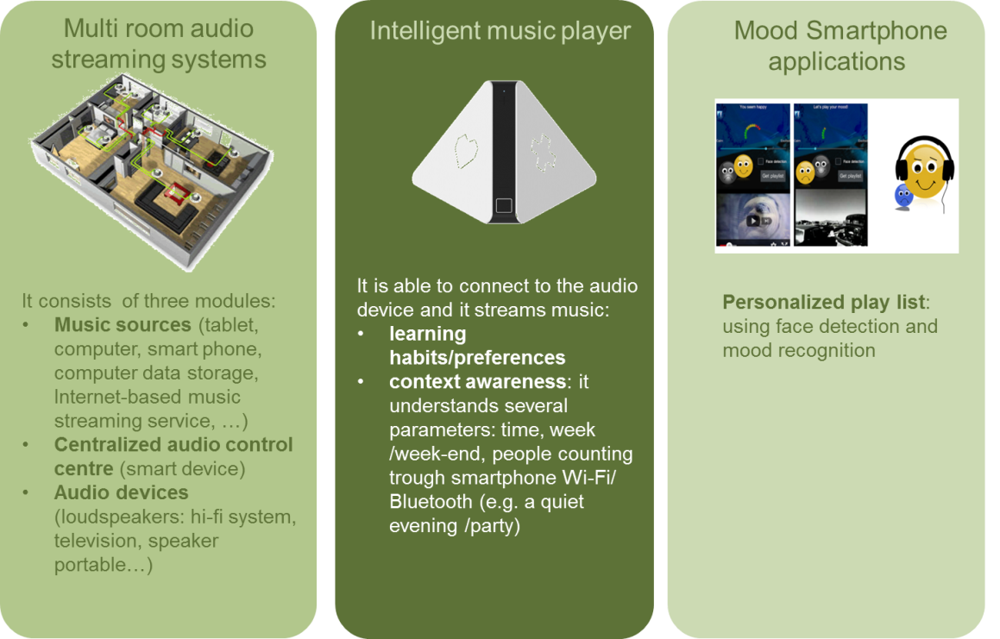 Multi room audio
streaming systems
It consists of three modules:
• Music sources (tablet,
computer, smart phone,
computer data storage,
Internet-based music
streaming service, …)
• Centralized audio control
centre (smart device)
• Audio devices
(loudspeakers: hi-fi system,
television, speaker
portable…)
Intelligent music player
It is able to connect to the audio
device and it streams music:
• learning
habits/preferences
• context awareness: it
understands several
parameters: time, week
/week-end, people counting
trough smartphone Wi-Fi/
Bluetooth (e.g. a quiet
evening /party)
Mood Smartphone
applications
You seem happy
Face detection
Get playlist
Let's play your mood!
Face detection
Get playlist
Personalized play list:
using face detection and
mood recognition